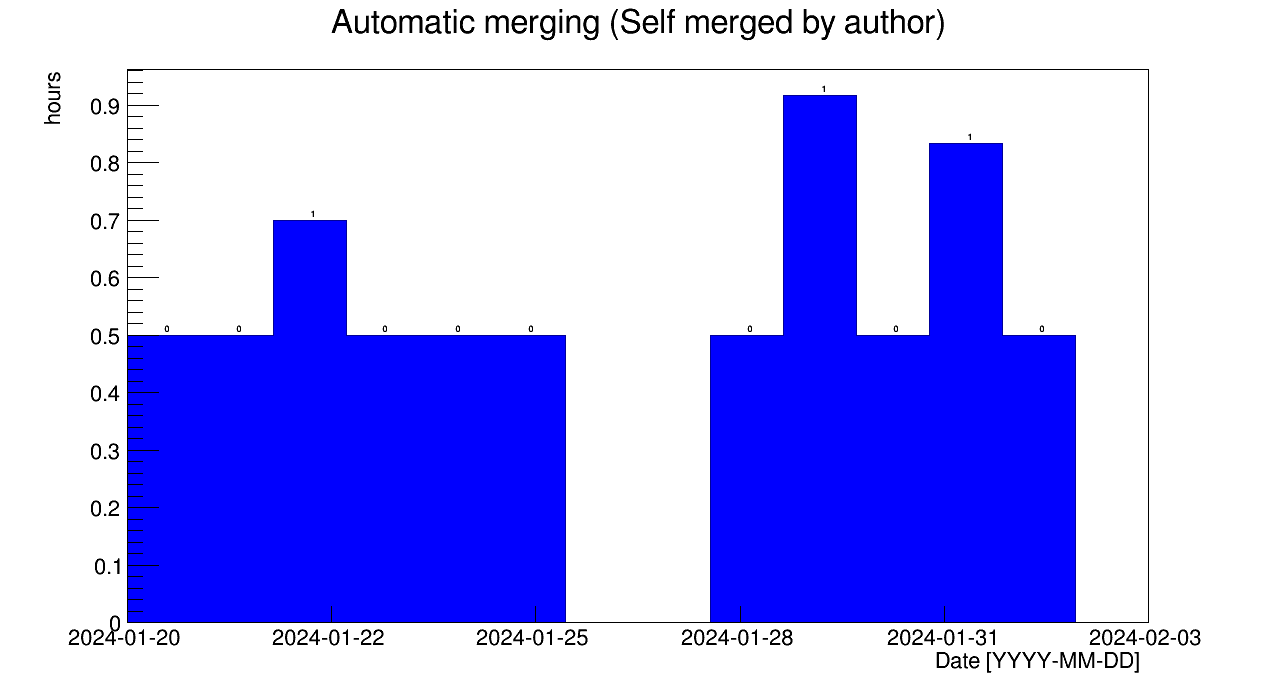 Automatic merging (Self merged by author)
hours
0.9
0.8
0.7
0.6
0.5
0.4
0.3
0.2
0.1
0
0 0 1 0 0 0 0 1 0 1 0
2024-01-20 2024-01-22 2024-01-25 2024-01-28 2024-01-31 2024-02-03
Date [YYYY-MM-DD]